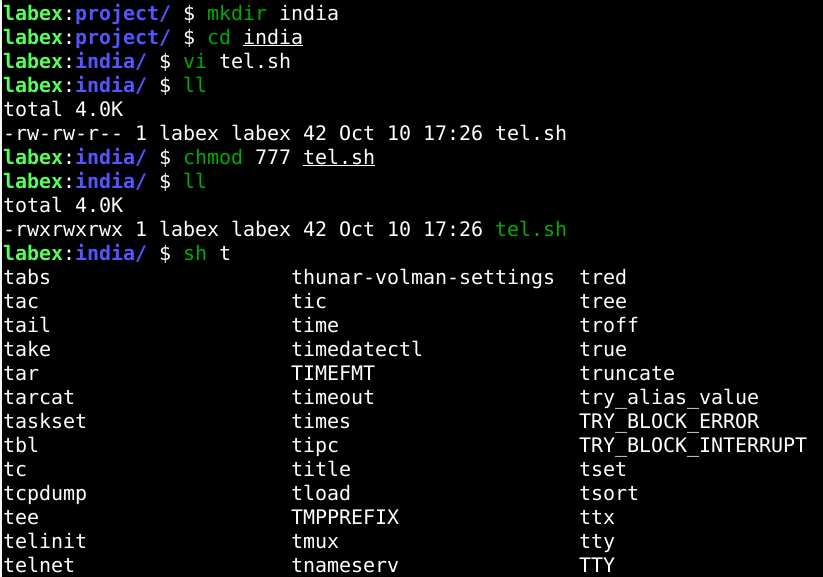 labex:project/ $ mkdir india
labex:project/ $ cd india
labex:india/ $ vi tel.sh
labex:india/ $ ll
total 4.0K
-rw-rw-r-- 1 labex labex 42 Oct 10 17:26 tel.sh
labex:india/ $ chmod 777 tel.sh
labex:india/ $ ll
total 4.0K
-rwxrwxrwx 1 labex labex 42 Oct 10 17:26 tel.sh
labex:india/ $ sh t
tabs thunar-volman-settings tred
tac tic tree
tail time troff
take timedatectl true
tar TIMEFMT truncate
tarcat timeout try_alias_value
taskset times TRY_BLOCK_ERROR
tbl tipc TRY_BLOCK_INTERRUPT
tc title tset
tcpdump tload tsort
tee TMPPREFIX ttx
telinit tmux tty
telnet tnameserv TTY